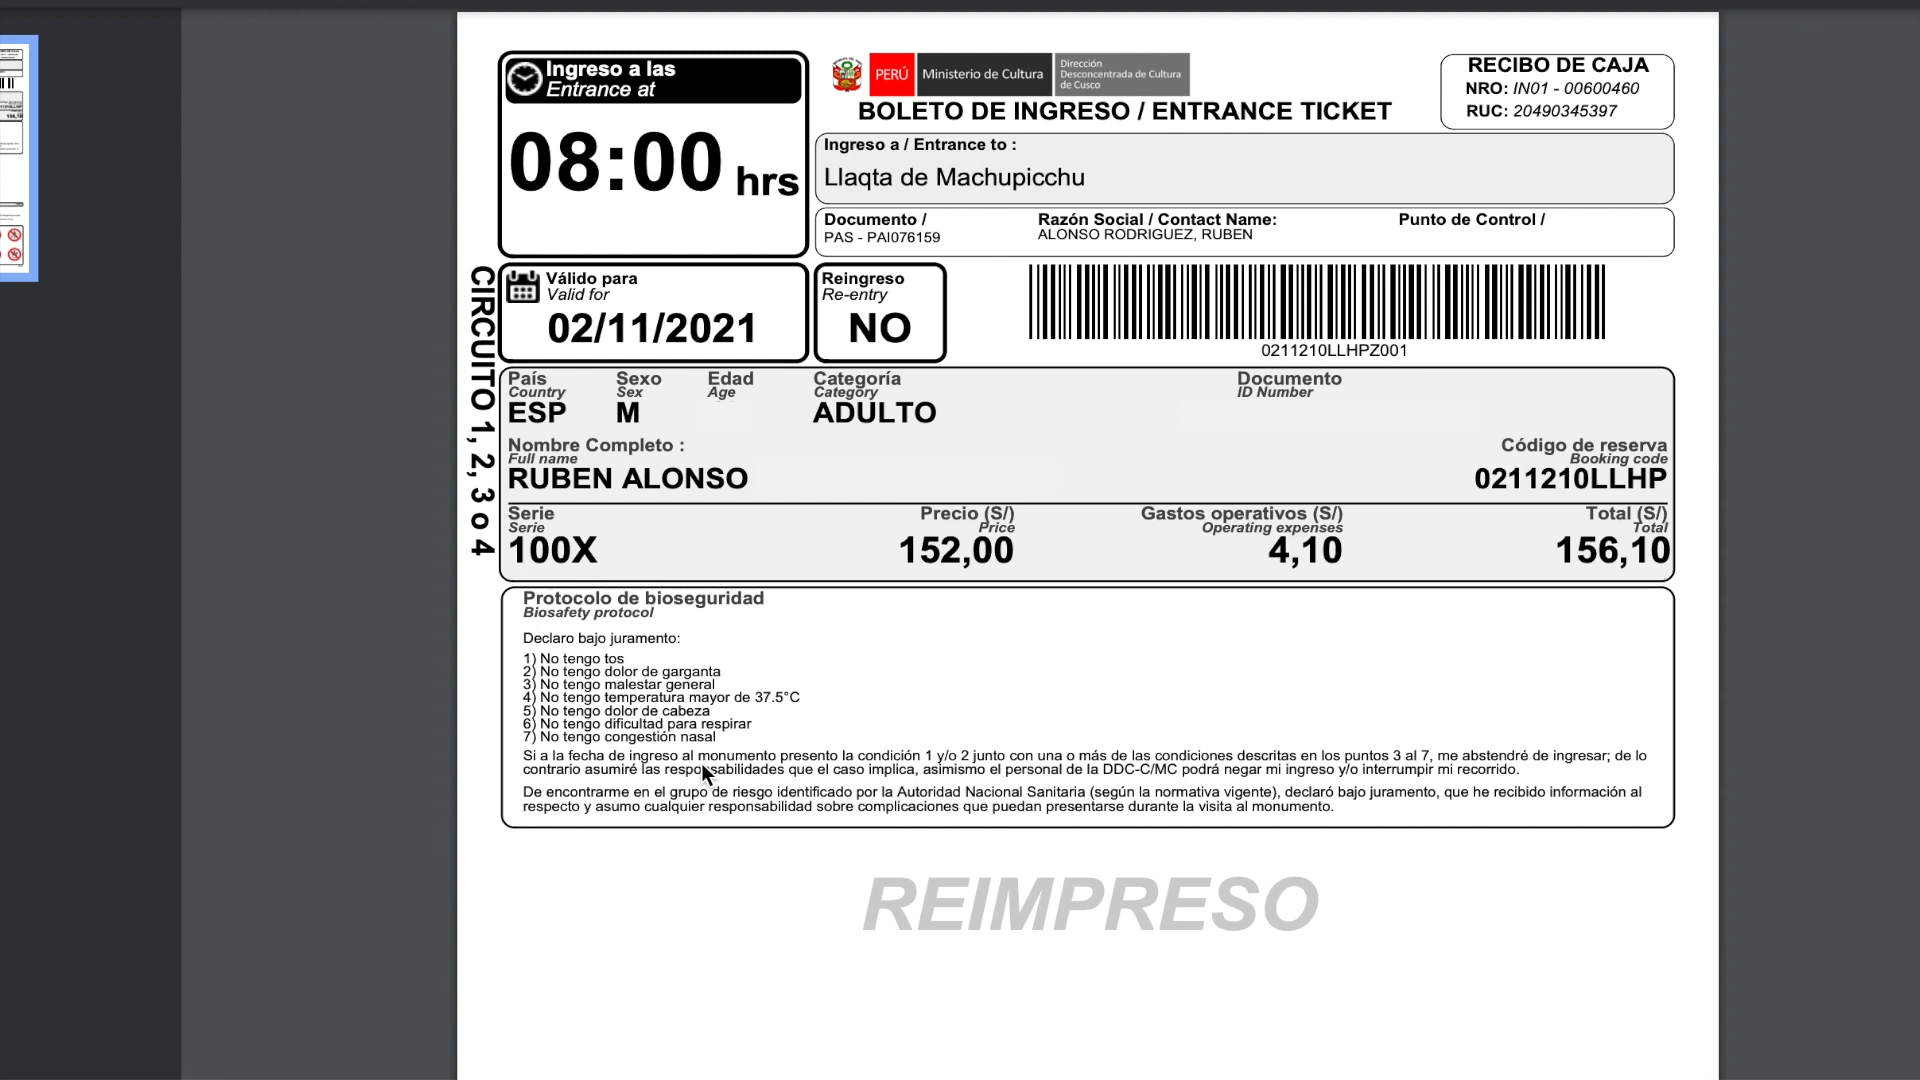 Ingreso a las
Entrance at
08:00 hrs
PERÚ
Ministerio de Cultura
Dirección
Desconcentrada de Cultura
de Cusco
BOLETO DE INGRESO / ENTRANCE TICKET
RECIBO DE CAJA
NRO: IN01 - 00600460
RUC: 20490345397
Ingreso a / Entrance to :
Llaqta de Machupicchu
Documento /
PAS - PAI076159
Razón Social / Contact Name:
ALONSO RODRIGUEZ, RUBEN
Punto de Control /
CIRCUITO 1, 2, 3 o 4
Válido para
Valid for
02/11/2021
Reingreso
Re-entry
NO
0211210LLHPZ001
País
Country
ESP
Sexo
Sex
M
Edad
Age
Categoría
Category
ADULTO
Documento
ID Number
Nombre Completo :
Full name
RUBEN ALONSO
Código de reserva
Booking code
0211210LLHP
Serie
Serie
100X
Precio (S/)
Price
152,00
Gastos operativos (S/)
Operating expenses
4,10
Total (S/)
Total
156,10
Protocolo de bioseguridad
Biosafety protocol
Declaro bajo juramento:
1) No tengo tos
2) No tengo dolor de garganta
3) No tengo malestar general
4) No tengo temperatura mayor de 37.5°C
5) No tengo dolor de cabeza
6) No tengo dificultad para respirar
7) No tengo congestión nasal
Si a la fecha de ingreso al monumento presento la condición 1 y/o 2 junto con una o más de las condiciones descritas en los puntos 3 al 7, me abstendré de ingresar; de lo
contrario asumiré las responsabilidades que el caso implica, asimismo el personal de la DDC-C/MC podrá negar mi ingreso y/o interrumpir mi recorrido.
De encontrarme en el grupo de riesgo identificado por la Autoridad Nacional Sanitaria (según la normativa vigente), declaró bajo juramento, que he recibido información al
respecto y asumo cualquier responsabilidad sobre complicaciones que puedan presentarse durante la visita al monumento.
REIMPRESO